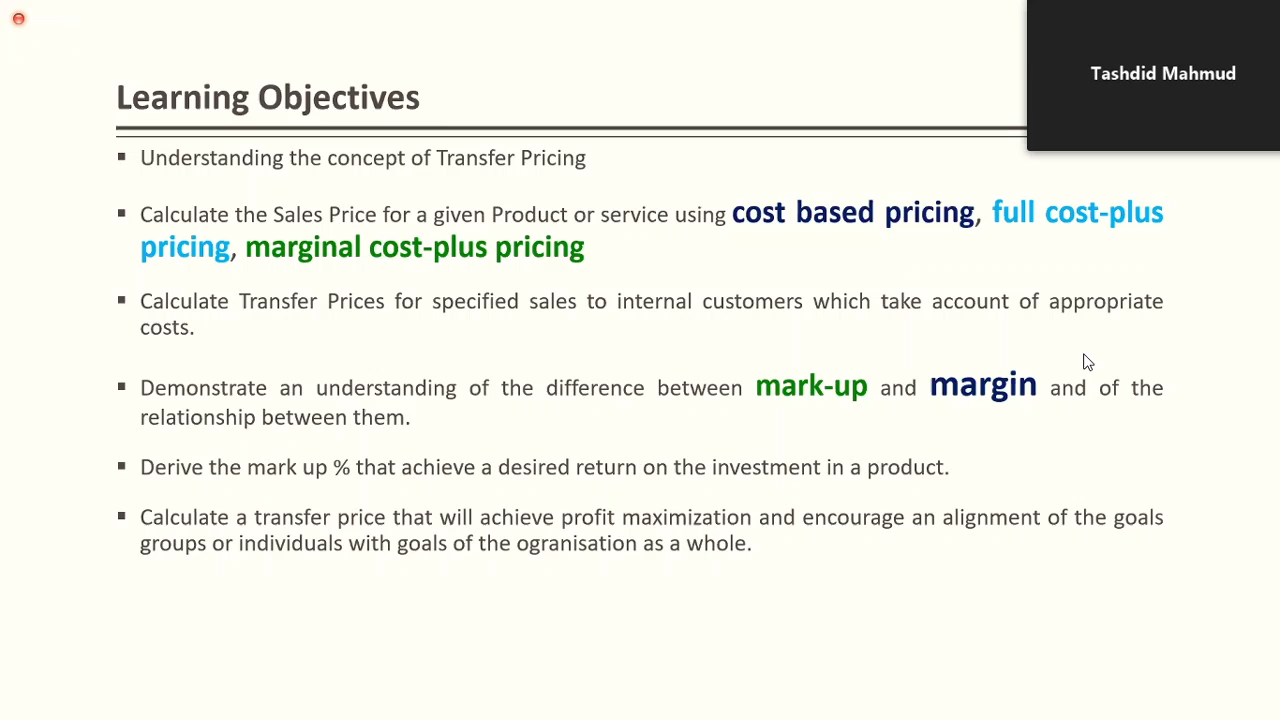 Tashdid Mahmud
Learning Objectives
▪ Understanding the concept of Transfer Pricing
▪ Calculate the Sales Price for a given Product or service using cost based pricing, full cost-plus
pricing, marginal cost-plus pricing
▪ Calculate Transfer Prices for specified sales to internal customers which take account of appropriate
costs.
▪ Demonstrate an understanding of the difference between mark-up and margin and of the
relationship between them.
▪ Derive the mark up % that achieve a desired return on the investment in a product.
▪ Calculate a transfer price that will achieve profit maximization and encourage an alignment of the goals
groups or individuals with goals of the ogranisation as a whole.